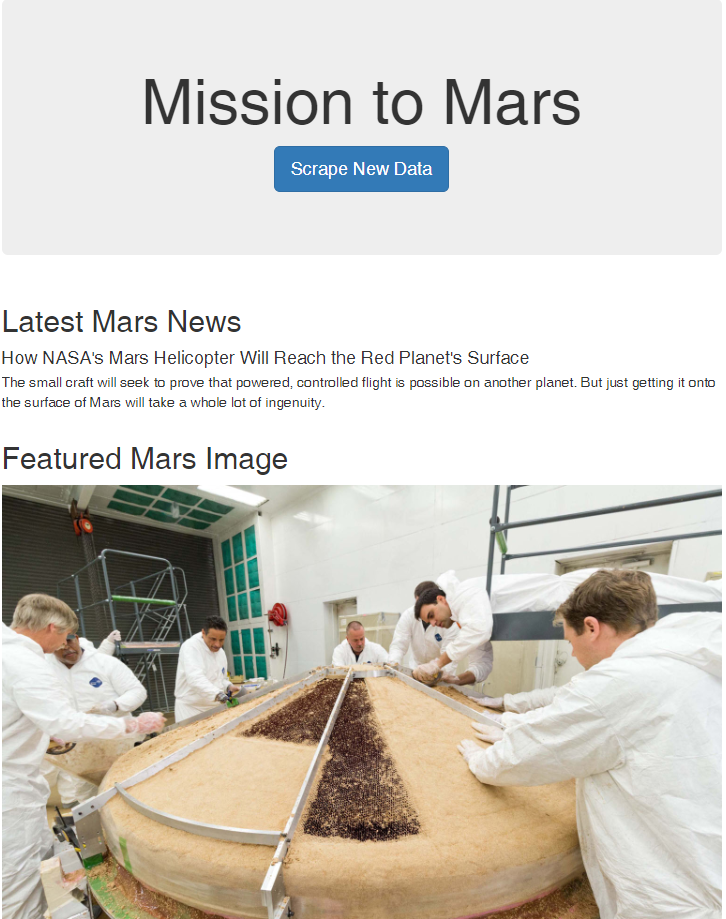 Mission to Mars
Scrape New Data
Latest Mars News
How NASA's Mars Helicopter Will Reach the Red Planet's Surface
The small craft will seek to prove that powered, controlled flight is possible on another planet. But just getting it onto
the surface of Mars will take a whole lot of ingenuity.
Featured Mars Image